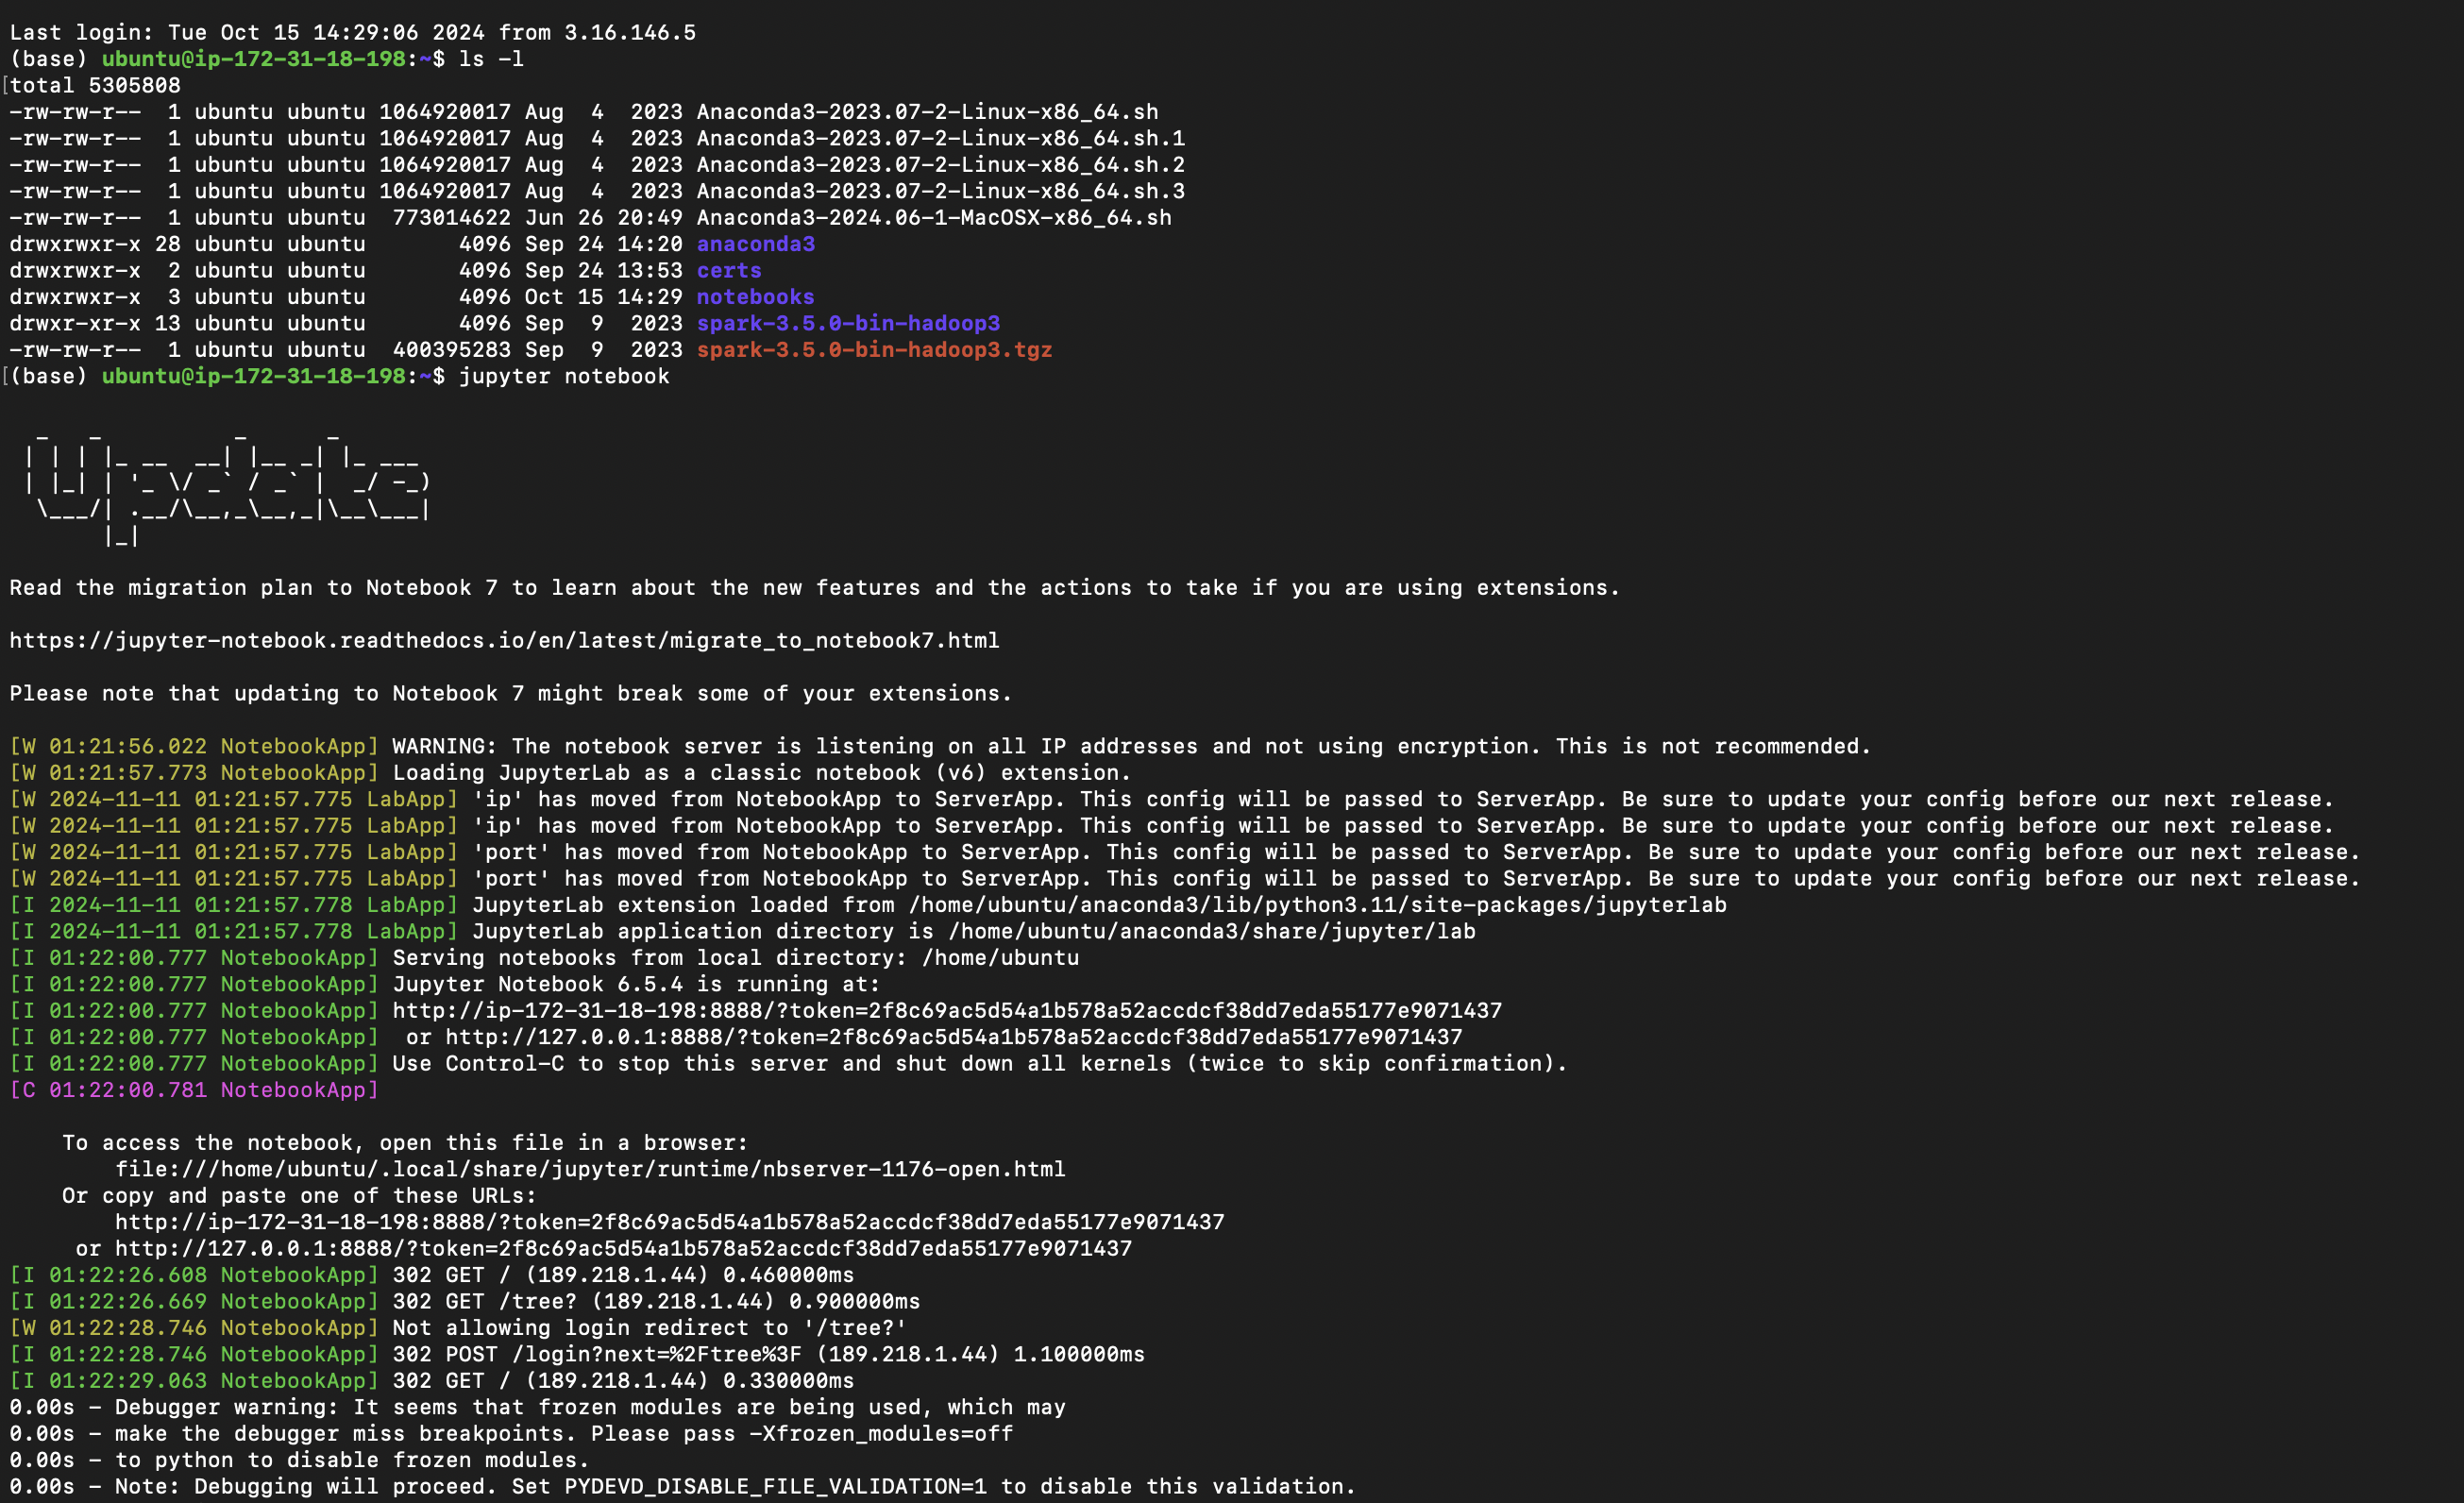 Last login: Tue Oct 15 14:29:06 2024 from 3.16.146.5
(base) ubuntu@ip-172-31-18-198:~$ ls -l
[total 5305808
-rw-rw-r--  1 ubuntu ubuntu 1064920017 Aug  4  2023 Anaconda3-2023.07-2-Linux-x86_64.sh
-rw-rw-r--  1 ubuntu ubuntu 1064920017 Aug  4  2023 Anaconda3-2023.07-2-Linux-x86_64.sh.1
-rw-rw-r--  1 ubuntu ubuntu 1064920017 Aug  4  2023 Anaconda3-2023.07-2-Linux-x86_64.sh.2
-rw-rw-r--  1 ubuntu ubuntu 1064920017 Aug  4  2023 Anaconda3-2023.07-2-Linux-x86_64.sh.3
-rw-rw-r--  1 ubuntu ubuntu  773014622 Jun 26 20:49 Anaconda3-2024.06-1-MacOSX-x86_64.sh
drwxrwxr-x 28 ubuntu ubuntu       4096 Sep 24 14:20 anaconda3
drwxrwxr-x  2 ubuntu ubuntu       4096 Sep 24 13:53 certs
drwxrwxr-x  3 ubuntu ubuntu       4096 Oct 15 14:29 notebooks
drwxr-xr-x 13 ubuntu ubuntu       4096 Sep  9  2023 spark-3.5.0-bin-hadoop3
-rw-rw-r--  1 ubuntu ubuntu  400395283 Sep  9  2023 spark-3.5.0-bin-hadoop3.tgz
[(base) ubuntu@ip-172-31-18-198:~$ jupyter notebook
  _   _          _      _
 | | | |_ __  __| |__ _| |_ ___
 | |_| | '_ \/ _` / _` |  _/ -_)
  \___/| .__/\__,_\__,_|\__\___|
       |_|
Read the migration plan to Notebook 7 to learn about the new features and the actions to take if you are using extensions.
https://jupyter-notebook.readthedocs.io/en/latest/migrate_to_notebook7.html
Please note that updating to Notebook 7 might break some of your extensions.
[W 01:21:56.022 NotebookApp] WARNING: The notebook server is listening on all IP addresses and not using encryption. This is not recommended.
[W 01:21:57.773 NotebookApp] Loading JupyterLab as a classic notebook (v6) extension.
[W 2024-11-11 01:21:57.775 LabApp] 'ip' has moved from NotebookApp to ServerApp. This config will be passed to ServerApp. Be sure to update your config before our next release.
[W 2024-11-11 01:21:57.775 LabApp] 'ip' has moved from NotebookApp to ServerApp. This config will be passed to ServerApp. Be sure to update your config before our next release.
[W 2024-11-11 01:21:57.775 LabApp] 'port' has moved from NotebookApp to ServerApp. This config will be passed to ServerApp. Be sure to update your config before our next release.
[W 2024-11-11 01:21:57.775 LabApp] 'port' has moved from NotebookApp to ServerApp. This config will be passed to ServerApp. Be sure to update your config before our next release.
[I 2024-11-11 01:21:57.778 LabApp] JupyterLab extension loaded from /home/ubuntu/anaconda3/lib/python3.11/site-packages/jupyterlab
[I 2024-11-11 01:21:57.778 LabApp] JupyterLab application directory is /home/ubuntu/anaconda3/share/jupyter/lab
[I 01:22:00.777 NotebookApp] Serving notebooks from local directory: /home/ubuntu
[I 01:22:00.777 NotebookApp] Jupyter Notebook 6.5.4 is running at:
[I 01:22:00.777 NotebookApp] http://ip-172-31-18-198:8888/?token=2f8c69ac5d54a1b578a52accdcf38dd7eda55177e9071437
[I 01:22:00.777 NotebookApp]  or http://127.0.0.1:8888/?token=2f8c69ac5d54a1b578a52accdcf38dd7eda55177e9071437
[I 01:22:00.777 NotebookApp] Use Control-C to stop this server and shut down all kernels (twice to skip confirmation).
[C 01:22:00.781 NotebookApp]
    To access the notebook, open this file in a browser:
        file:///home/ubuntu/.local/share/jupyter/runtime/nbserver-1176-open.html
    Or copy and paste one of these URLs:
        http://ip-172-31-18-198:8888/?token=2f8c69ac5d54a1b578a52accdcf38dd7eda55177e9071437
     or http://127.0.0.1:8888/?token=2f8c69ac5d54a1b578a52accdcf38dd7eda55177e9071437
[I 01:22:26.608 NotebookApp] 302 GET / (189.218.1.44) 0.460000ms
[I 01:22:26.669 NotebookApp] 302 GET /tree? (189.218.1.44) 0.900000ms
[W 01:22:28.746 NotebookApp] Not allowing login redirect to '/tree?'
[I 01:22:28.746 NotebookApp] 302 POST /login?next=%2Ftree%3F (189.218.1.44) 1.100000ms
[I 01:22:29.063 NotebookApp] 302 GET / (189.218.1.44) 0.330000ms
0.00s - Debugger warning: It seems that frozen modules are being used, which may
0.00s - make the debugger miss breakpoints. Please pass -Xfrozen_modules=off
0.00s - to python to disable frozen modules.
0.00s - Note: Debugging will proceed. Set PYDEVD_DISABLE_FILE_VALIDATION=1 to disable this validation.